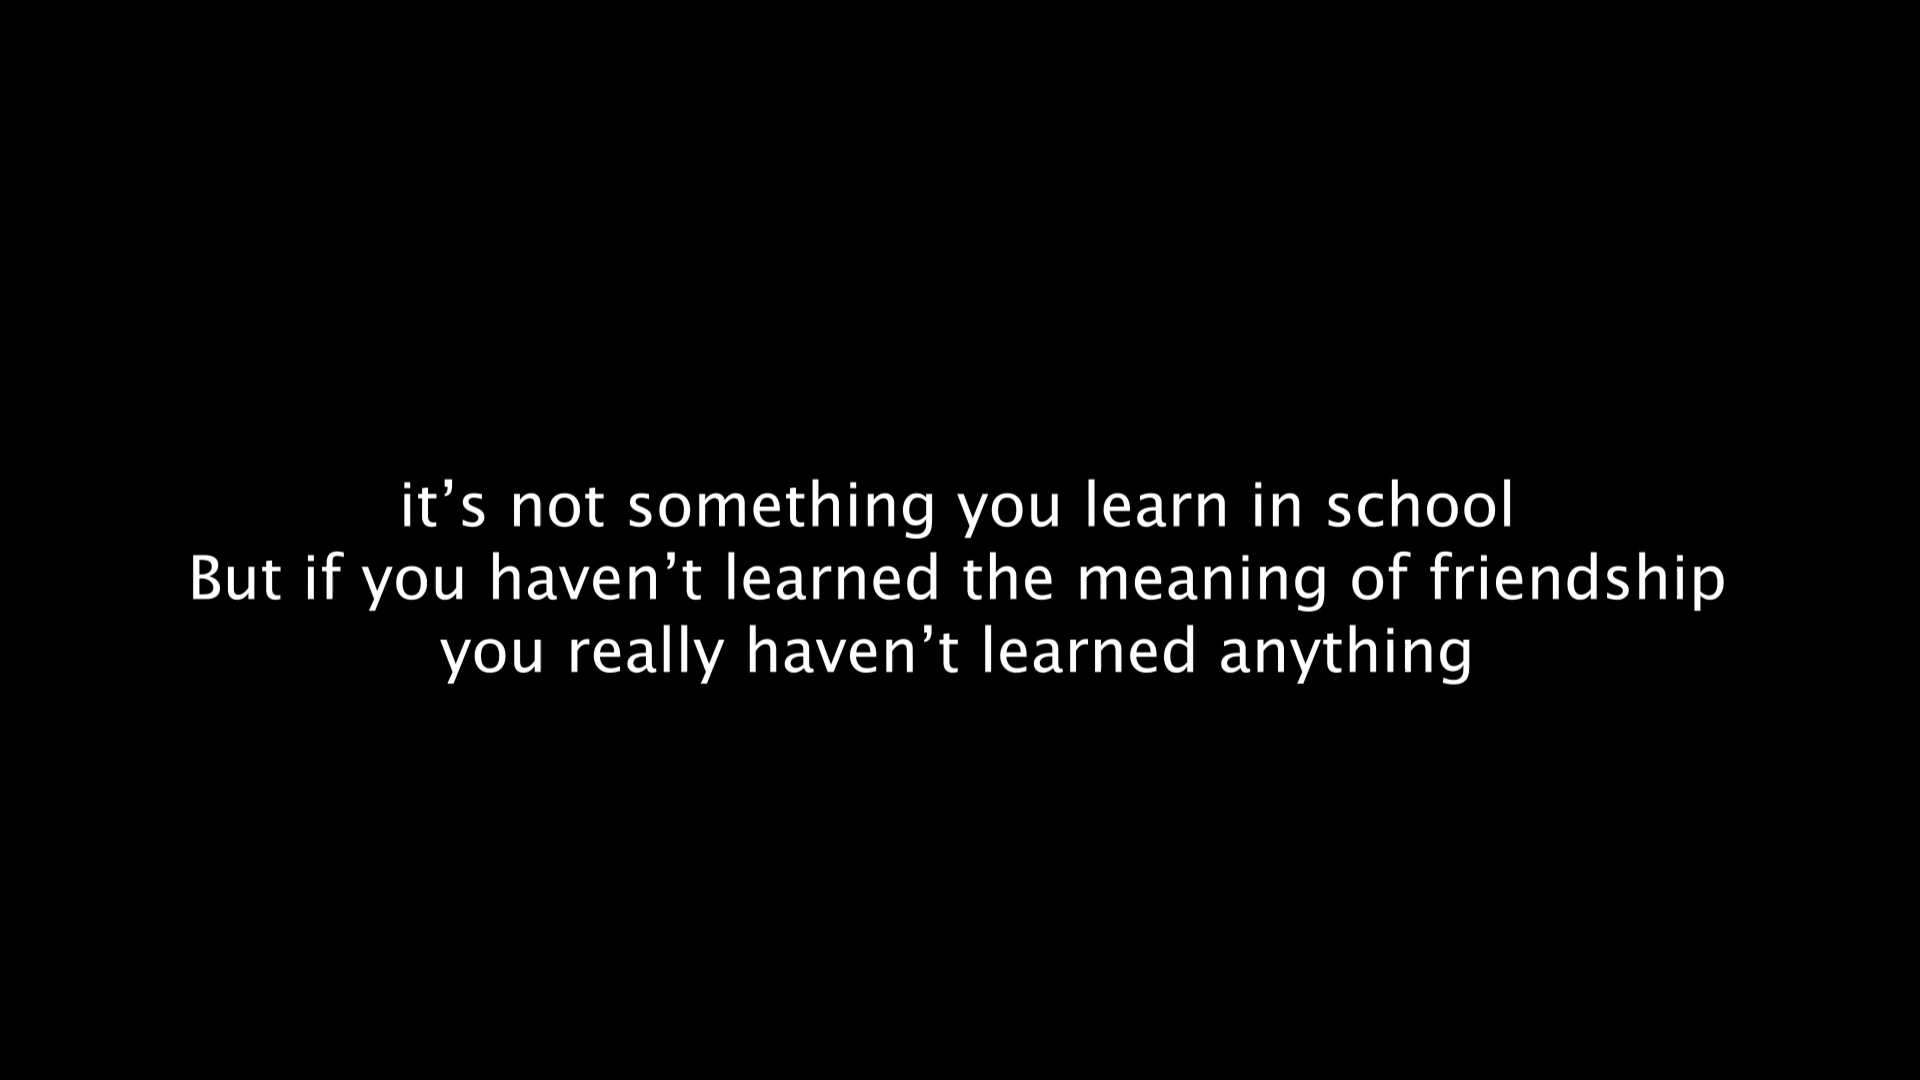 it’s not something you learn in school
But if you haven’t learned the meaning of friendship
you really haven’t learned anything